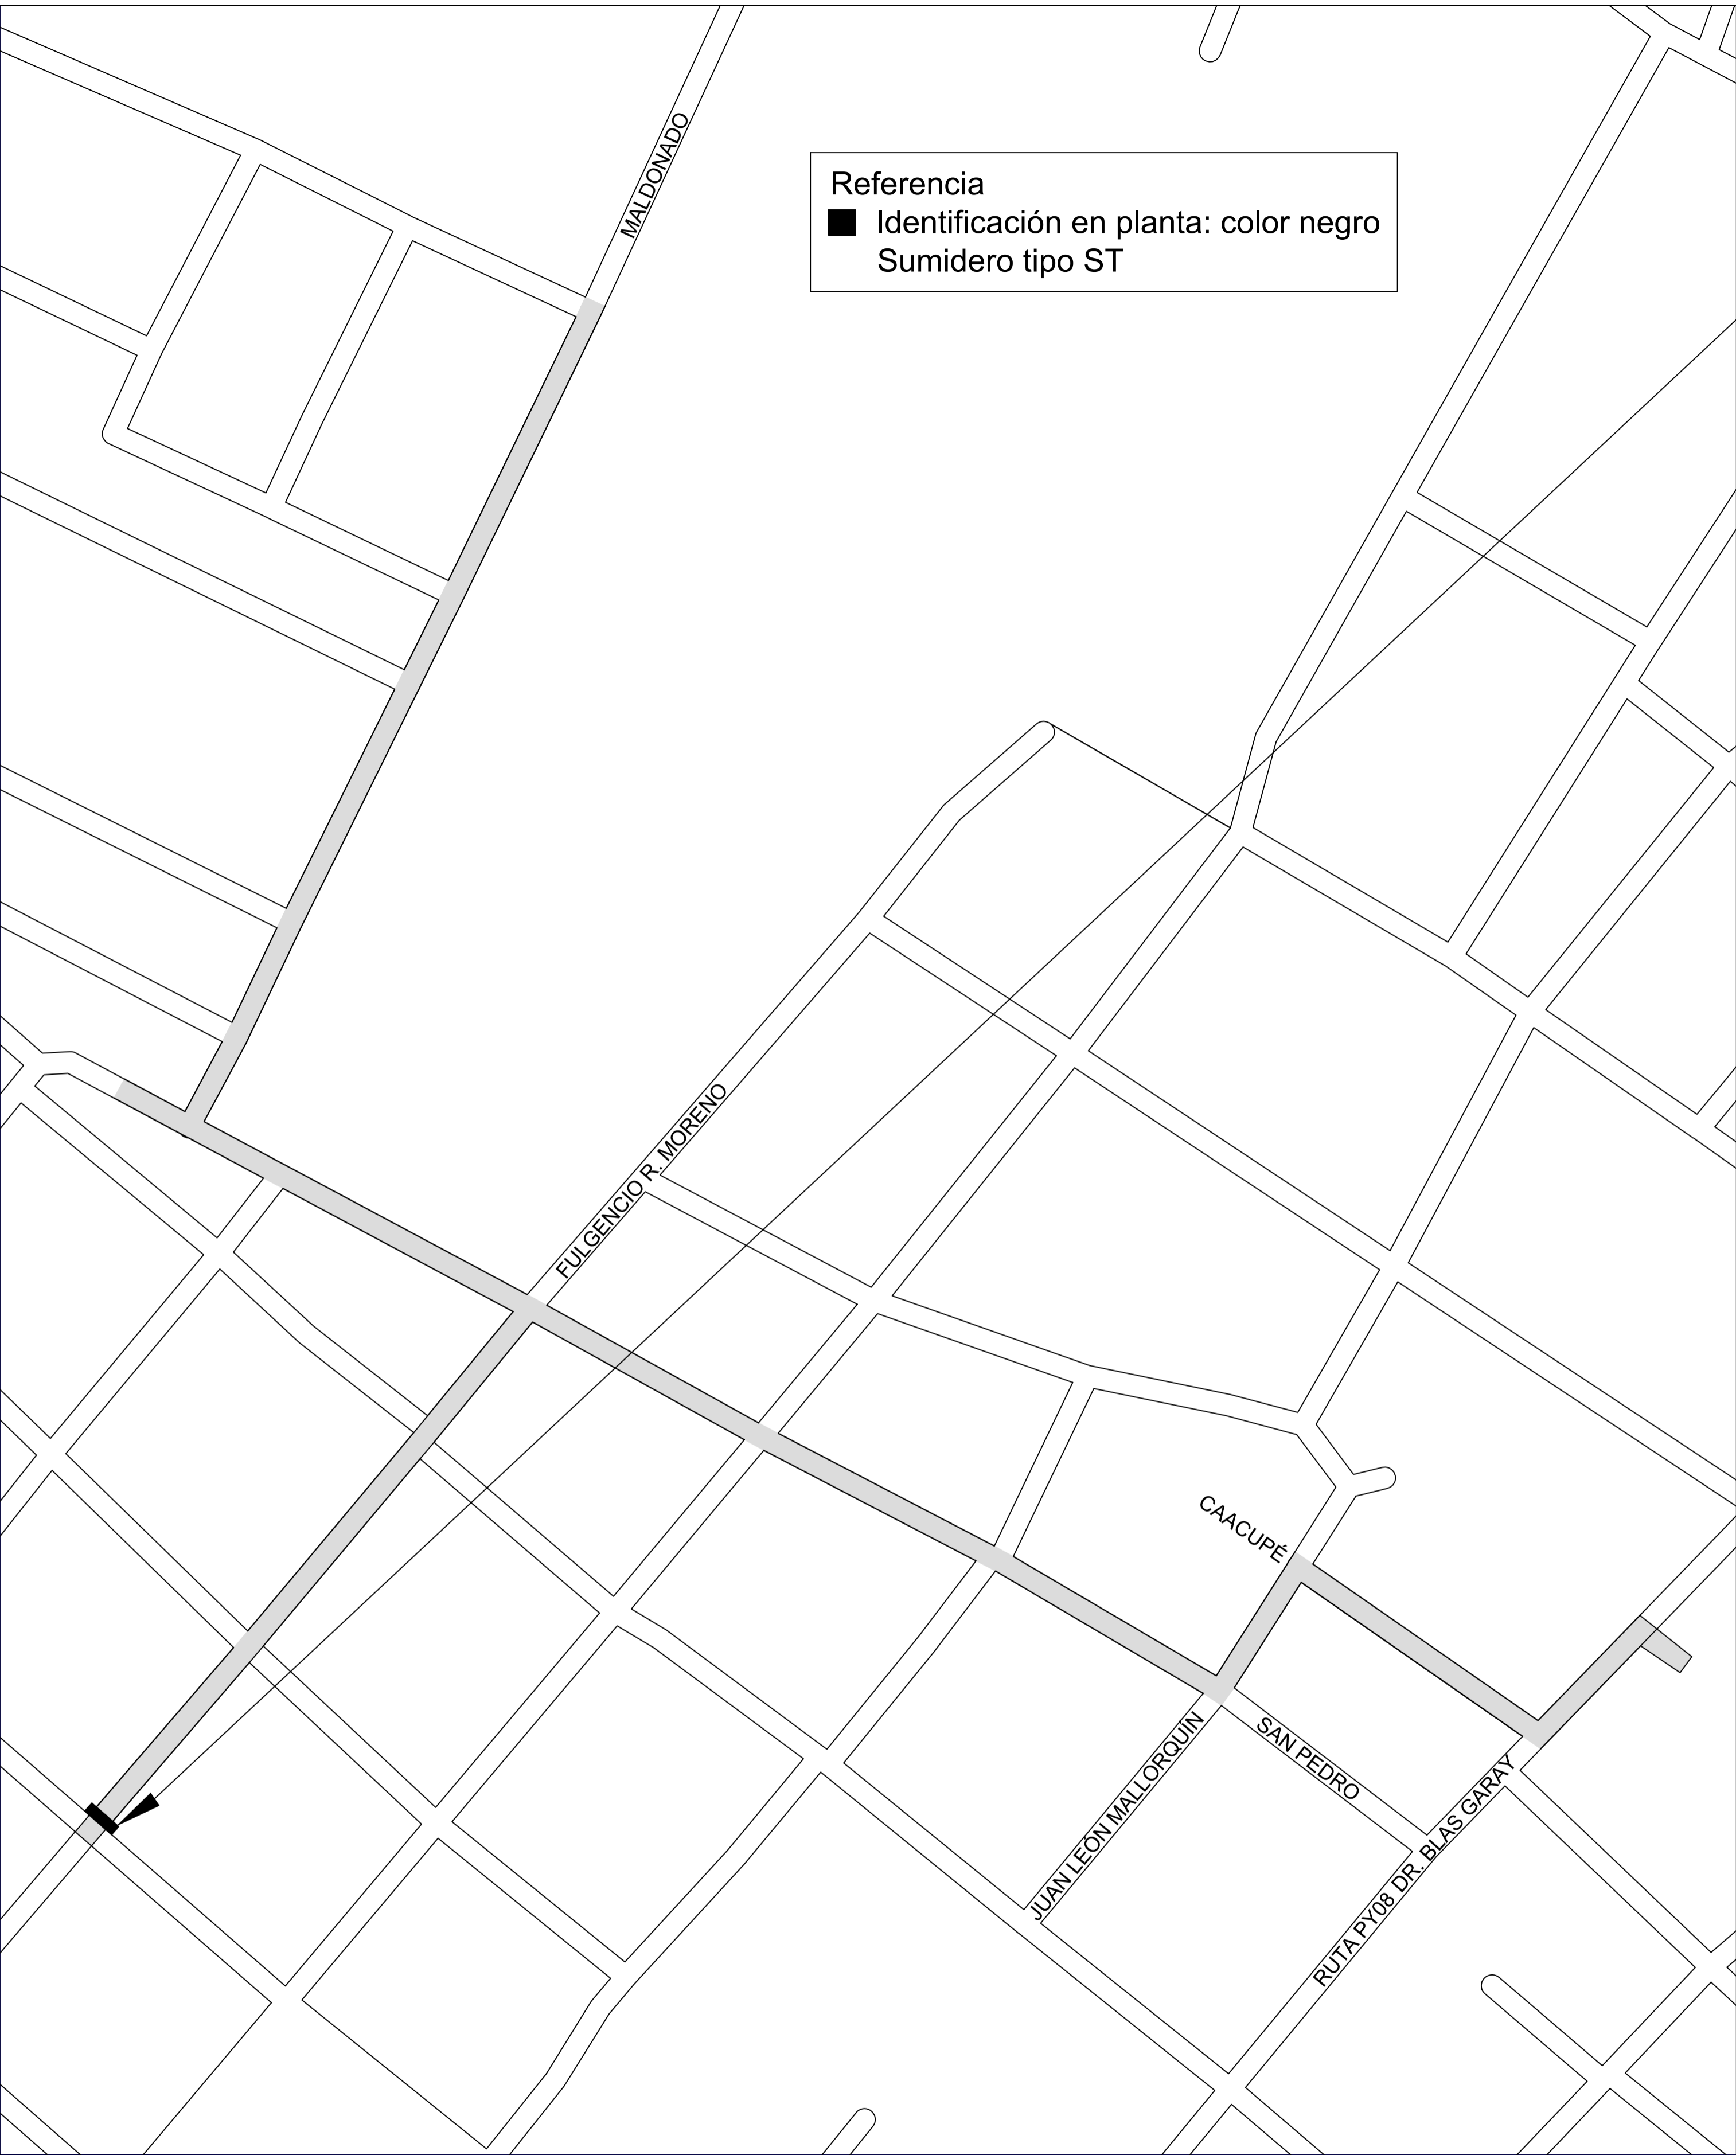 MALDONADO
Referencia
Identificación en planta: color negro
Sumidero tipo ST
FULGENCIO R. MORENO
CAACUPÉ
SAN PEDRO
JUAN LEÓN MALLORQUÍN
RUTA PY08 DR. BLAS GARAY